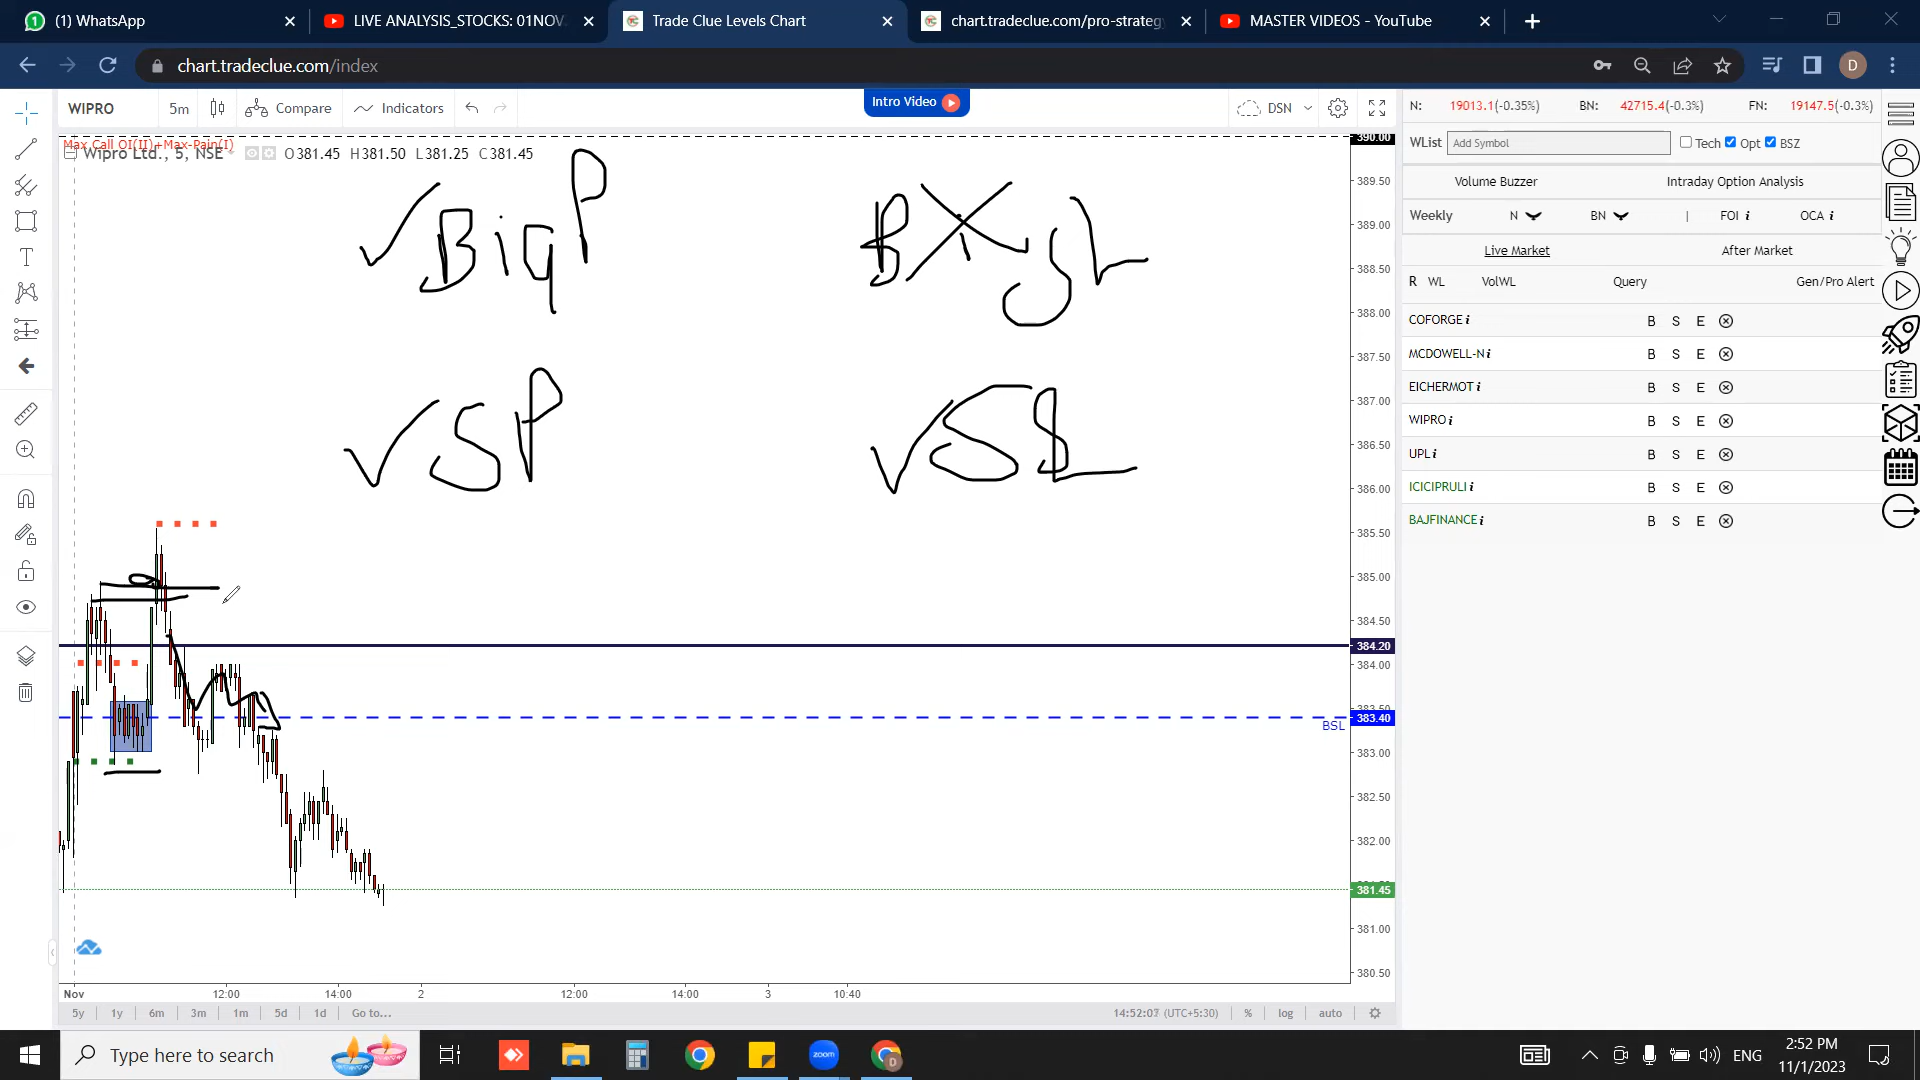 (1) WhatsApp
LIVE ANALYSIS_STOCKS: 01NOV
Trade Clue Levels Chart
chart.tradeclue.com/pro-strategy
MASTER VIDEOS - YouTube
chart.tradeclue.com/index
D
WIPRO
5m
Compare
Indicators
Intro Video
DSN
Max Call OI(II)+Max-Pain(I)
Wipro Ltd., 5, NSE
O381.45 H381.50 L381.25 C381.45
BigP
SP
SL
390.00
389.50
389.00
388.50
388.00
387.50
387.00
386.50
386.00
385.50
385.00
384.50
384.20
384.00
383.50
383.40
BSL
383.00
382.50
382.00
381.45
381.00
380.50
Nov
12:00
14:00
2
12:00
14:00
3
10:40
5y 1y 6m 3m 1m 5d 1d Go to...
14:52:07 (UTC+5:30) % log auto
N: 19013.1(-0.35%) BN: 42715.4(-0.3%) FN: 19147.5(-0.3%)
WList Add Symbol Tech Opt BSZ
Volume Buzzer Intraday Option Analysis
Weekly N BN | FOI i OCA i
Live Market After Market
R WL VolWL Query Gen/Pro Alert
COFORGE i B S E
MCDOWELL-N i B S E
EICHERMOT i B S E
WIPRO i B S E
UPL i B S E
ICICIPRULI i B S E
BAJFINANCE i B S E
Type here to search
zoom
D
ENG
2:52 PM
11/1/2023